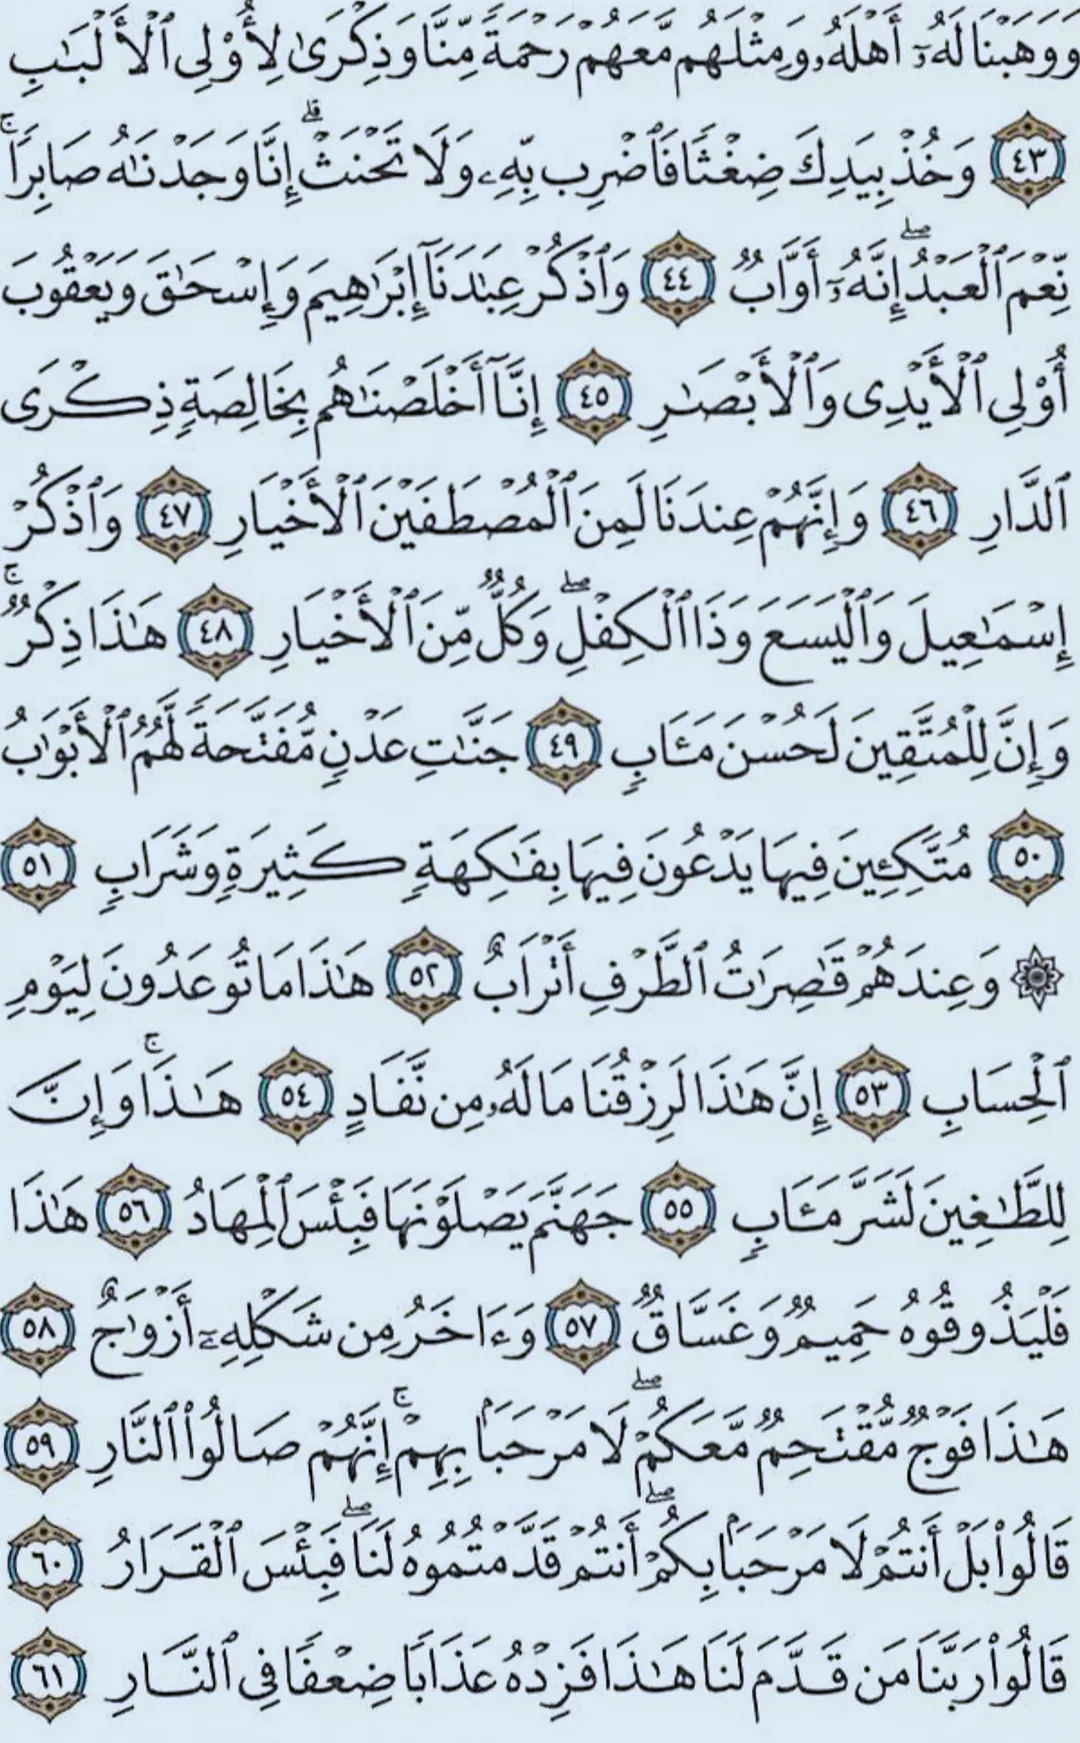 وَوَهَبۡنَا لَهُۥٓ أَهۡلَهُۥ وَمِثۡلَهُم مَّعَهُمۡ رَحۡمَةٗ مِّنَّا وَذِكۡرَىٰ لِأُوْلِي ٱلۡأَلۡبَٰبِ
٤٣ وَخُذۡ بِيَدِكَ ضِغۡثٗا فَٱضۡرِب بِّهِۦ وَلَا تَحۡنَثۡۗ إِنَّا وَجَدۡنَٰهُ صَابِرٗاۚ
نِّعۡمَ ٱلۡعَبۡدُ إِنَّهُۥٓ أَوَّابٞ ٤٤ وَٱذۡكُرۡ عِبَٰدَنَآ إِبۡرَٰهِيمَ وَإِسۡحَٰقَ وَيَعۡقُوبَ
أُوْلِي ٱلۡأَيۡدِي وَٱلۡأَبۡصَٰرِ ٤٥ إِنَّآ أَخۡلَصۡنَٰهُم بِخَالِصَةٖ ذِكۡرَى
ٱلدَّارِ ٤٦ وَإِنَّهُمۡ عِندَنَا لَمِنَ ٱلۡمُصۡطَفَيۡنَ ٱلۡأَخۡيَارِ ٤٧ وَٱذۡكُرۡ
إِسۡمَٰعِيلَ وَٱلۡيَسَعَ وَذَا ٱلۡكِفۡلِۖ وَكُلّٞ مِّنَ ٱلۡأَخۡيَارِ ٤٨ هَٰذَا ذِكۡرٞۚ
وَإِنَّ لِلۡمُتَّقِينَ لَحُسۡنَ مَـَٔابٖ ٤٩ جَنَّٰتِ عَدۡنٖ مُّفَتَّحَةٗ لَّهُمُ ٱلۡأَبۡوَٰبُ
٥٠ مُتَّكِـِٔينَ فِيهَا يَدۡعُونَ فِيهَا بِفَٰكِهَةٖ كَثِيرَةٖ وَشَرَابٖ ٥١
۞ وَعِندَهُمۡ قَٰصِرَٰتُ ٱلطَّرۡفِ أَتۡرَابٌ ٥٢ هَٰذَا مَا تُوعَدُونَ لِيَوۡمِ
ٱلۡحِسَابِ ٥٣ إِنَّ هَٰذَا لَرِزۡقُنَا مَا لَهُۥ مِن نَّفَادٍ ٥٤ هَٰذَاۚ وَإِنَّ
لِلطَّٰغِينَ لَشَرَّ مَـَٔابٖ ٥٥ جَهَنَّمَ يَصۡلَوۡنَهَا فَبِئۡسَ ٱلۡمِهَادُ ٥٦ هَٰذَا
فَلۡيَذُوقُوهُ حَمِيمٞ وَغَسَّاقٞ ٥٧ وَءَاخَرُ مِن شَكۡلِهِۦٓ أَزۡوَٰجٌ ٥٨
هَٰذَا فَوۡجٞ مُّقۡتَحِمٞ مَّعَكُمۡۖ لَا مَرۡحَبَۢا بِهِمۡۚ إِنَّهُمۡ صَالُواْ ٱلنَّارِ ٥٩
قَالُواْ بَلۡ أَنتُمۡ لَا مَرۡحَبَۢا بِكُمۡۖ أَنتُمۡ قَدَّمۡتُمُوهُ لَنَاۖ فَبِئۡسَ ٱلۡقَرَارُ ٦٠
قَالُواْ رَبَّنَا مَن قَدَّمَ لَنَا هَٰذَا فَزِدۡهُ عَذَابٗا ضِعۡفٗا فِي ٱلنَّارِ ٦١